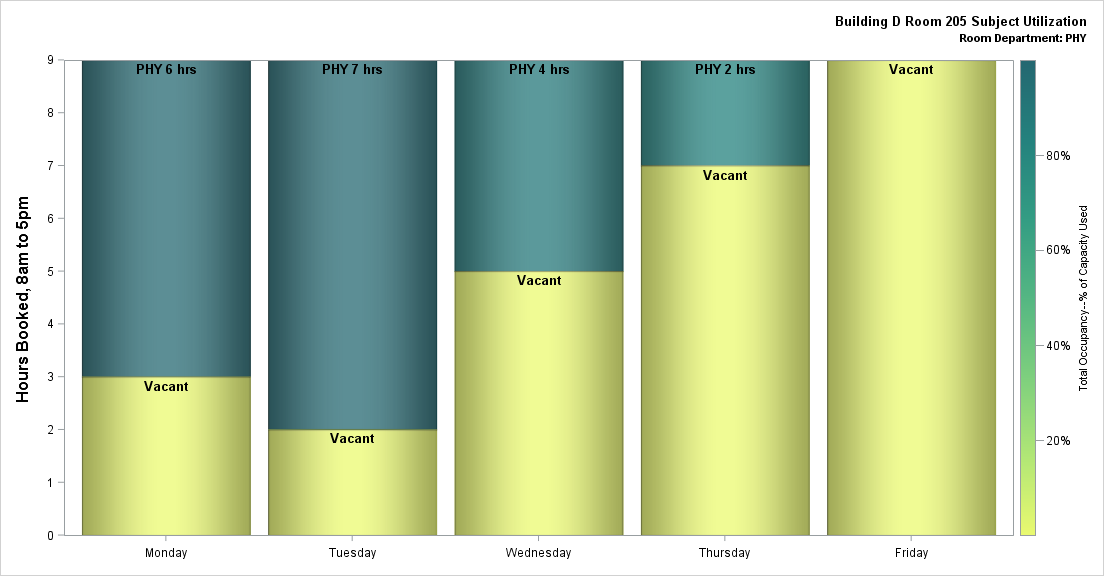 Building D Room 205 Subject Utilization
Room Department: PHY
Hours Booked, 8am to 5pm
9
8
7
6
5
4
3
2
1
0
PHY 6 hrs
Vacant
PHY 7 hrs
Vacant
PHY 4 hrs
Vacant
PHY 2 hrs
Vacant
Vacant
Monday
Tuesday
Wednesday
Thursday
Friday
80%
60%
40%
20%
Total Occupancy--% of Capacity Used